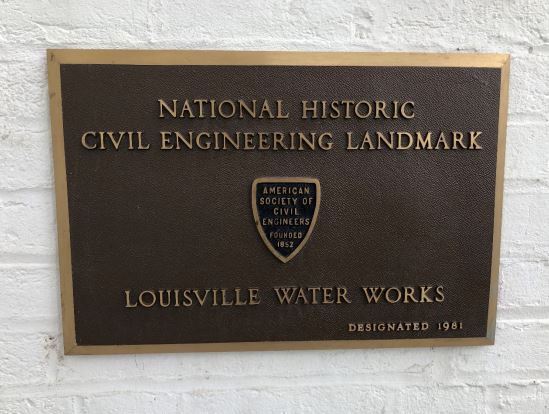 NATIONAL HISTORIC
CIVIL ENGINEERING LANDMARK
AMERICAN
SOCIETY OF
CIVIL
ENGINEERS
FOUNDED
1852
LOUISVILLE WATER WORKS
DESIGNATED 1981